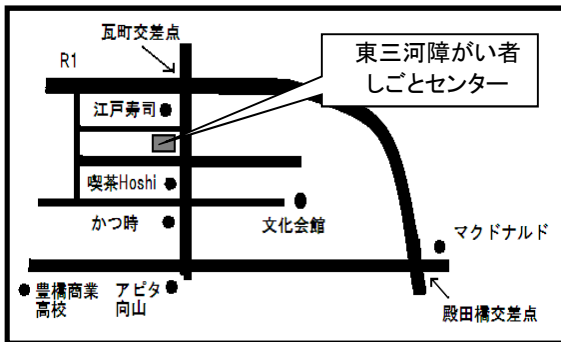 瓦町交差点
R1
東三河障がい者
しごとセンター
江戸寿司
喫茶Hoshi
かつ時
文化会館
マクドナルド
豊橋商業
高校
アピタ
向山
殿田橋交差点